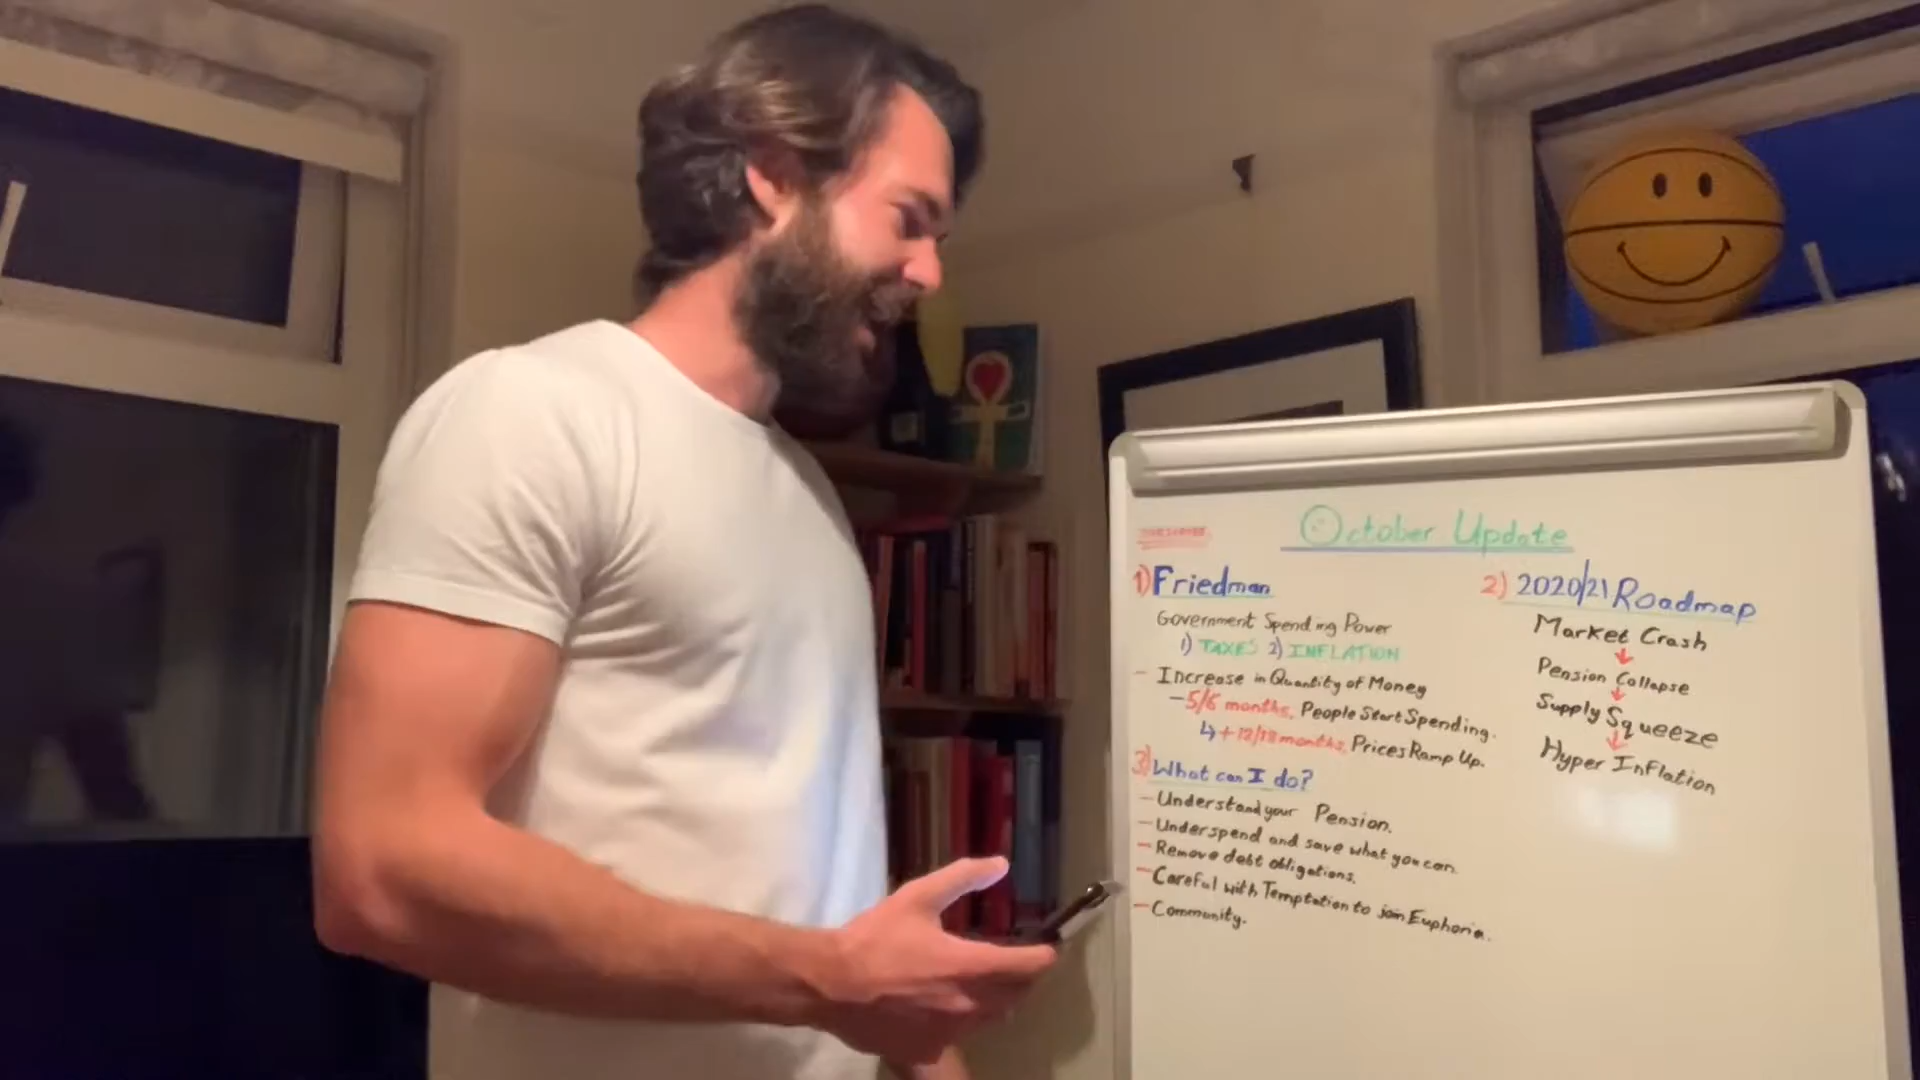 October Update
1) Friedman
Government Spending Power
1) TAXES 2) INFLATION
- Increase in Quantity of Money
- 5/6 months, People Start Spending.
↳ + 12/18 months, Prices Ramp Up.
2) 2020/21 Roadmap
Market Crash
↓
Pension Collapse
↓
Supply Squeeze
↓
Hyper Inflation
3) What can I do?
- Understand your Pension.
- Underspend and save what you can.
- Remove debt obligations.
- Careful with Temptation to join Euphoria.
- Community.